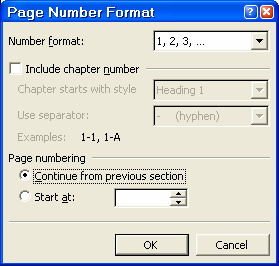 Page Number Format
Number format: 1, 2, 3, ...
Include chapter number
Chapter starts with style Heading 1
Use separator: - (hyphen)
Examples: 1-1, 1-A
Page numbering
Continue from previous section
Start at:
OK Cancel